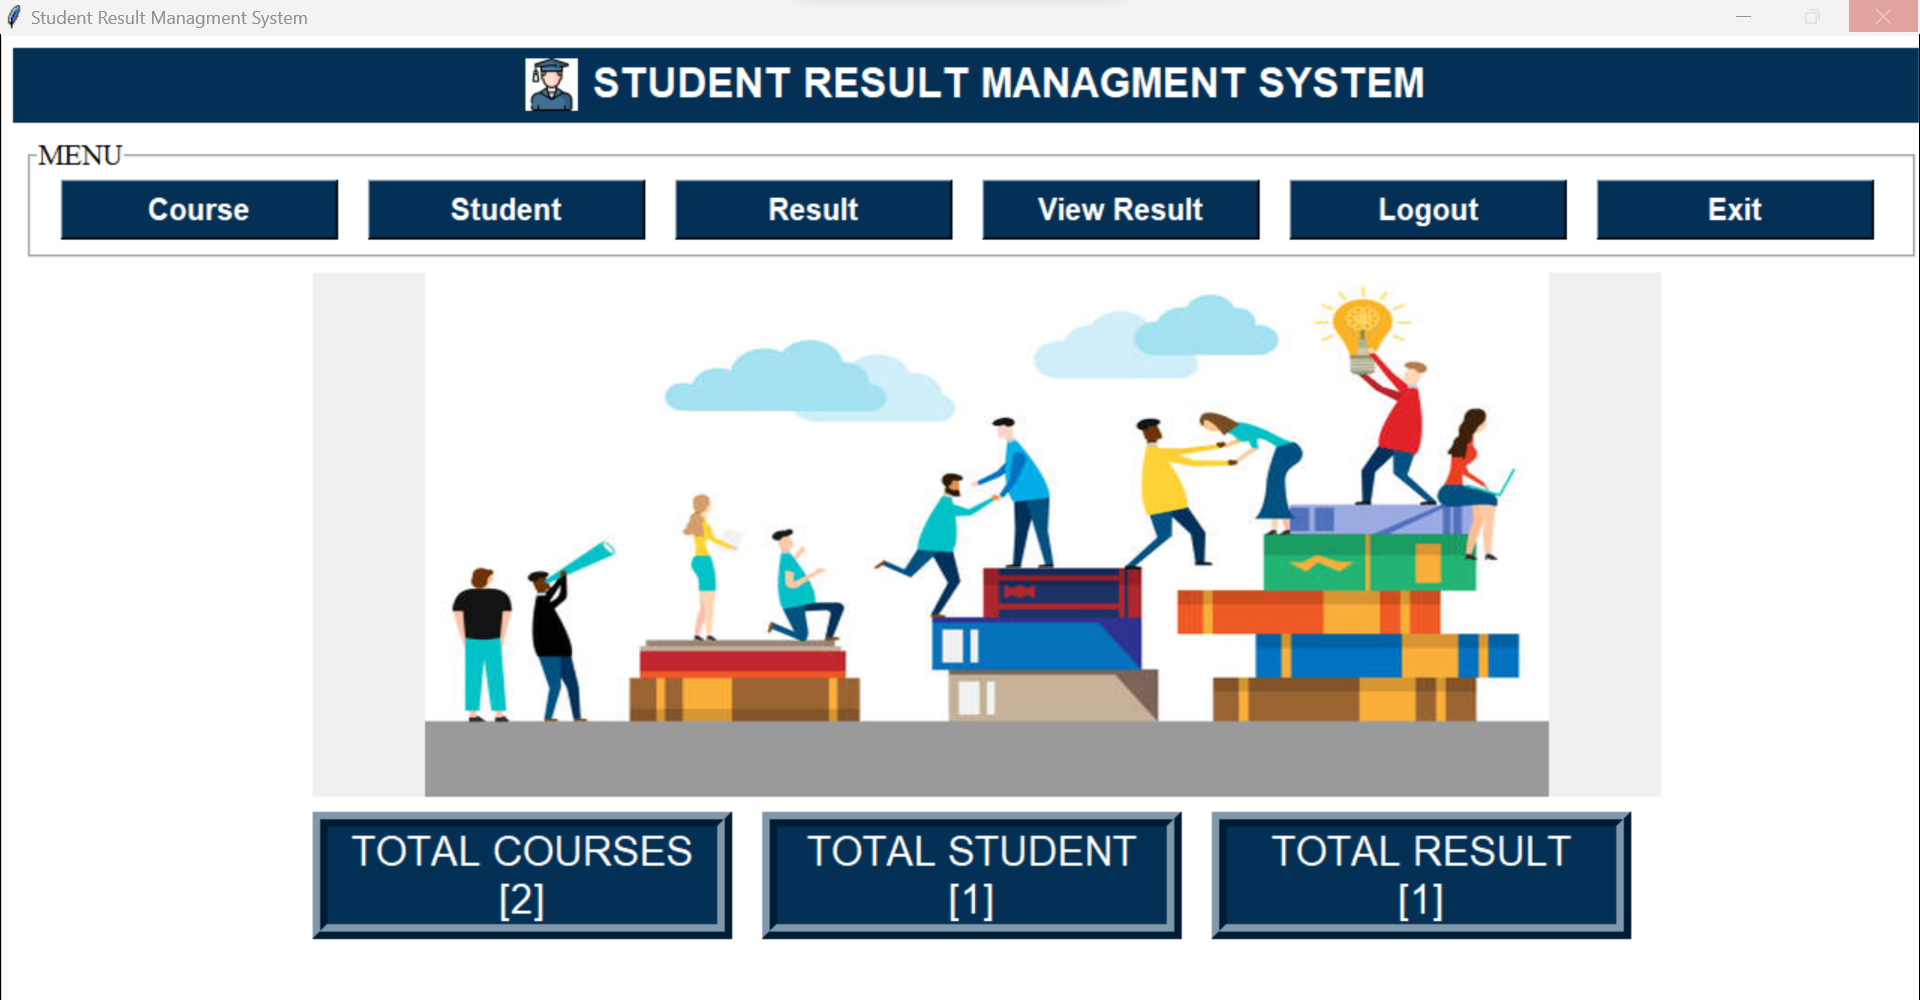 Student Result Managment System
STUDENT RESULT MANAGMENT SYSTEM
MENU
Course
Student
Result
View Result
Logout
Exit
TOTAL COURSES
[2]
TOTAL STUDENT
[1]
TOTAL RESULT
[1]